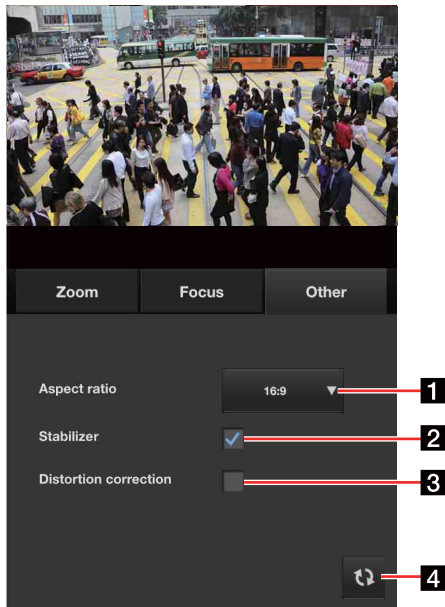 Zoom Focus Other
Aspect ratio 16:9 1
Stabilizer 2
Distortion correction 3
4